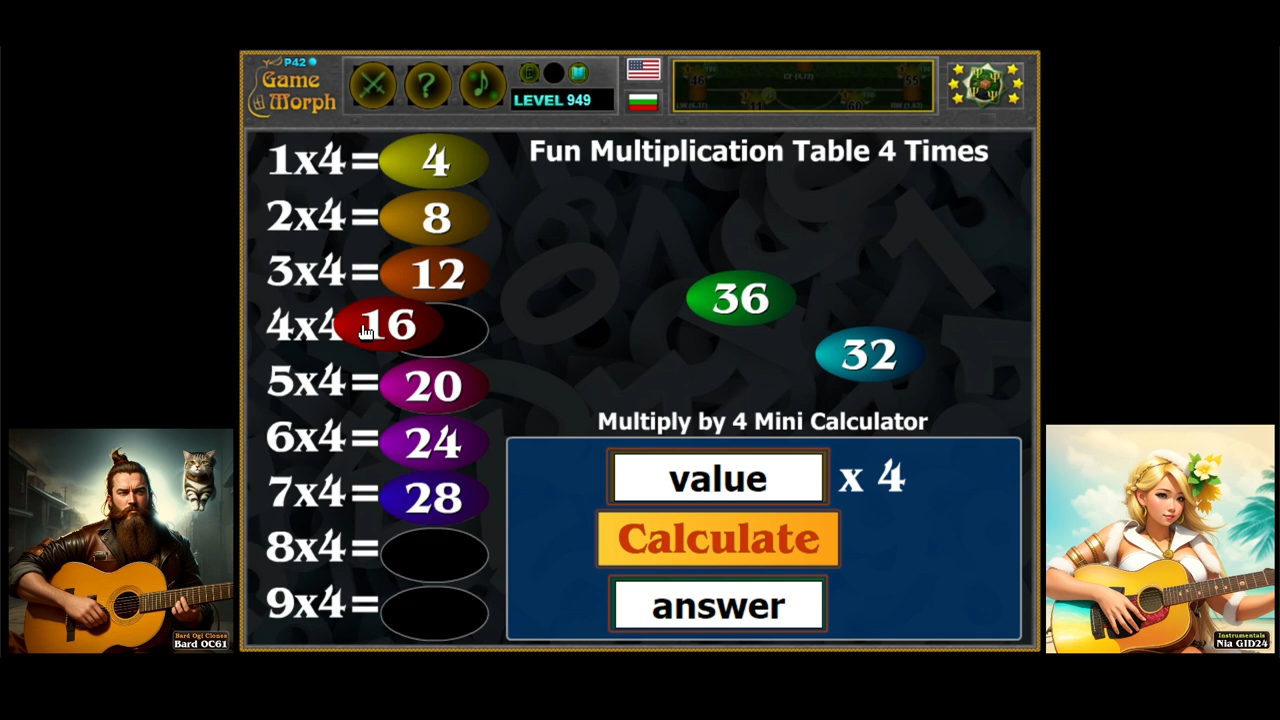 P42
Game
Morph
LEVEL 949
Fun Multiplication Table 4 Times
1x4= 4
2x4= 8
3x4= 12
4x4 16
5x4= 20
6x4= 24
7x4= 28
8x4=
9x4=
36
32
Multiply by 4 Mini Calculator
value x 4
Calculate
answer
Bard Ogi Clones
Bard OC61
Instrumentals
Nia GID24